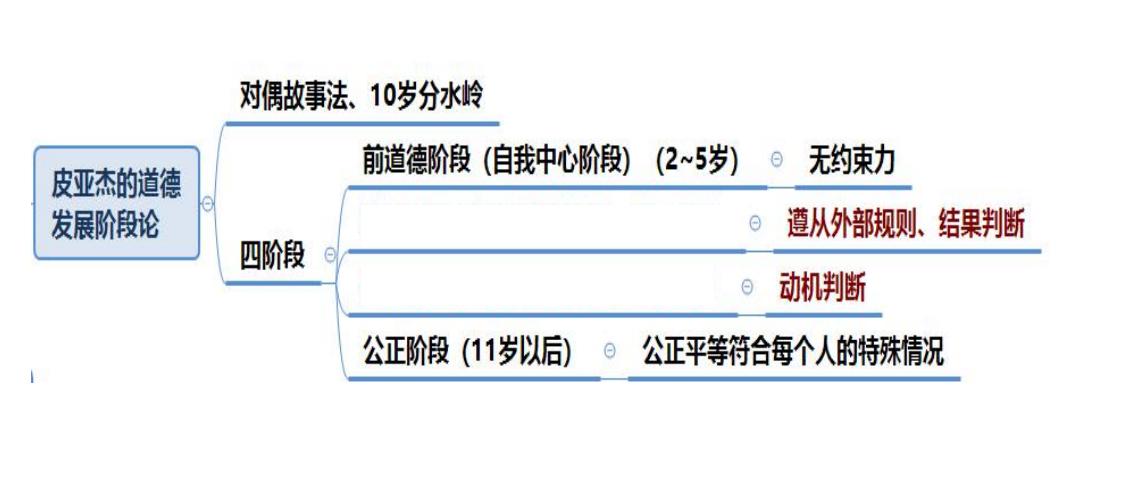 对偶故事法、10岁分水岭
前道德阶段（自我中心阶段）（2~5岁）
无约束力
皮亚杰的道德
发展阶段论
遵从外部规则、结果判断
四阶段
动机判断
公正阶段（11岁以后）
公正平等符合每个人的特殊情况